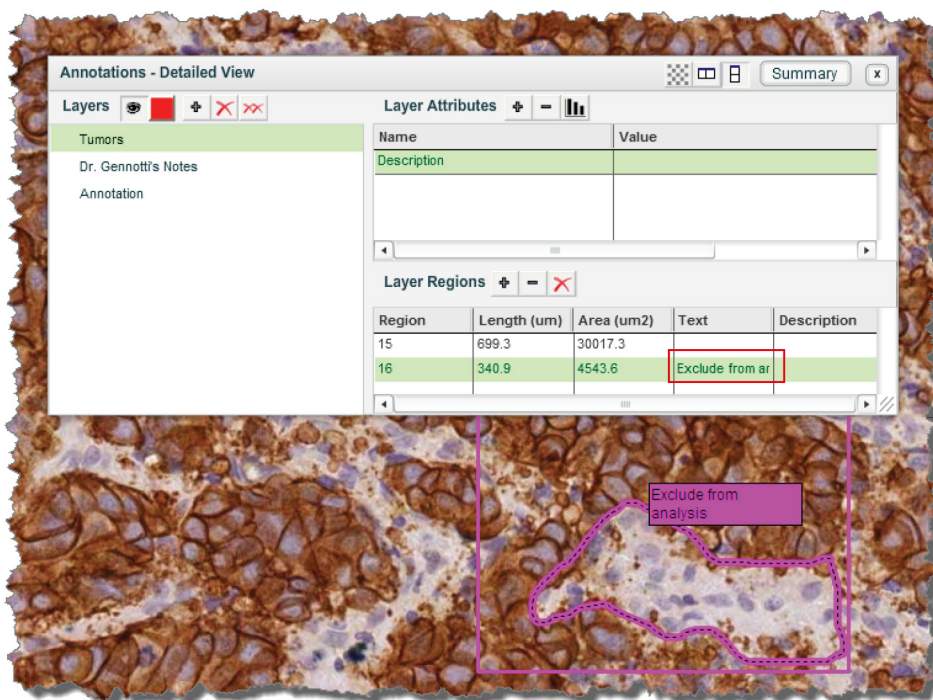 Annotations - Detailed View
Summary
x
Layers
Layer Attributes
Tumors
Dr. Gennotti's Notes
Annotation
Name Value
Description
Layer Regions
Region Length (um) Area (um2) Text Description
15 699.3 30017.3
16 340.9 4543.6 Exclude from ar
Exclude from
analysis